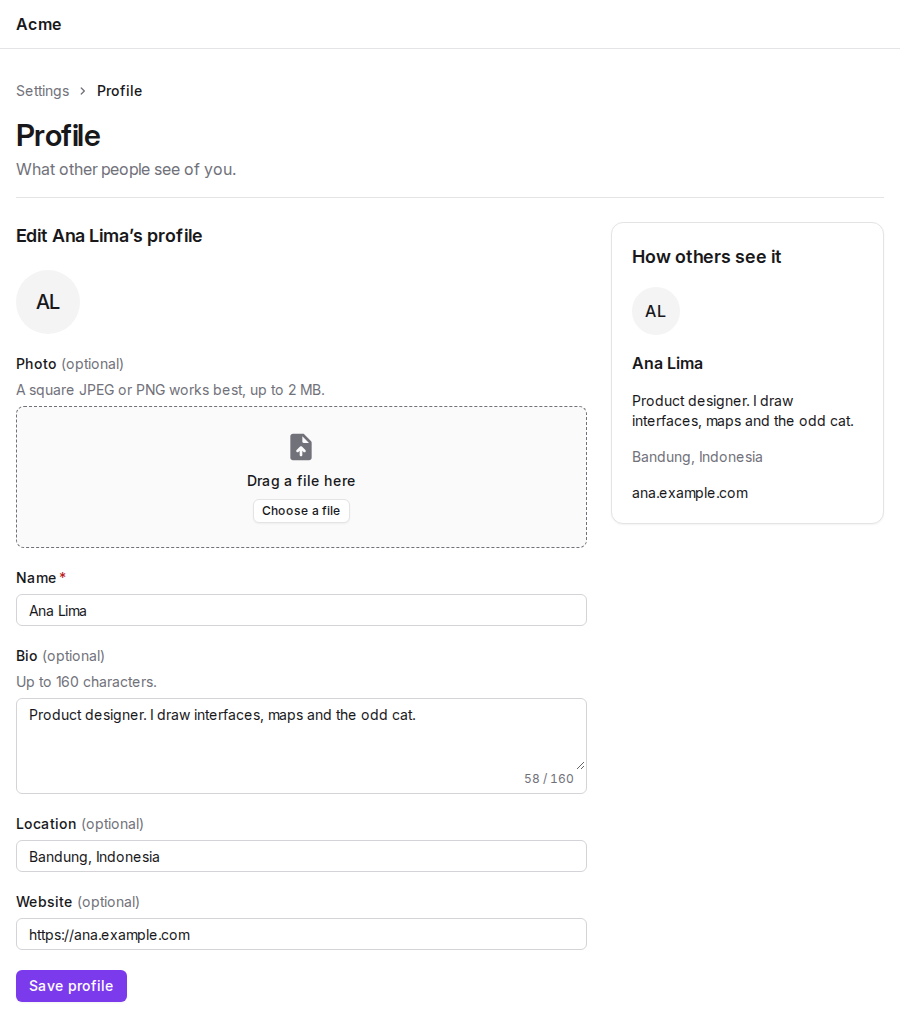 Acme
Settings > Profile
Profile
What other people see of you.
Edit Ana Lima’s profile
AL
Photo (optional)
A square JPEG or PNG works best, up to 2 MB.
Drag a file here
Choose a file
Name *
Ana Lima
Bio (optional)
Up to 160 characters.
Product designer. I draw interfaces, maps and the odd cat.
58 / 160
Location (optional)
Bandung, Indonesia
Website (optional)
https://ana.example.com
Save profile
How others see it
AL
Ana Lima
Product designer. I draw
interfaces, maps and the odd cat.
Bandung, Indonesia
ana.example.com